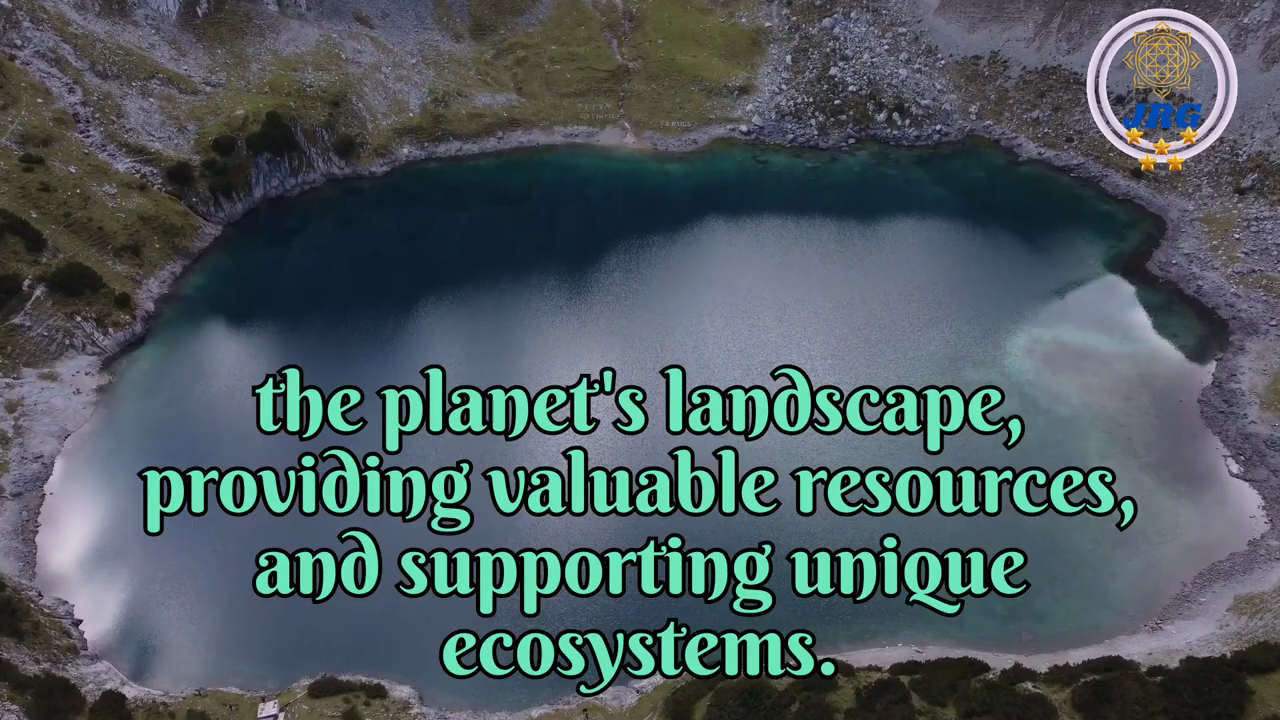 JRG
the planet's landscape,
providing valuable resources,
and supporting unique
ecosystems.